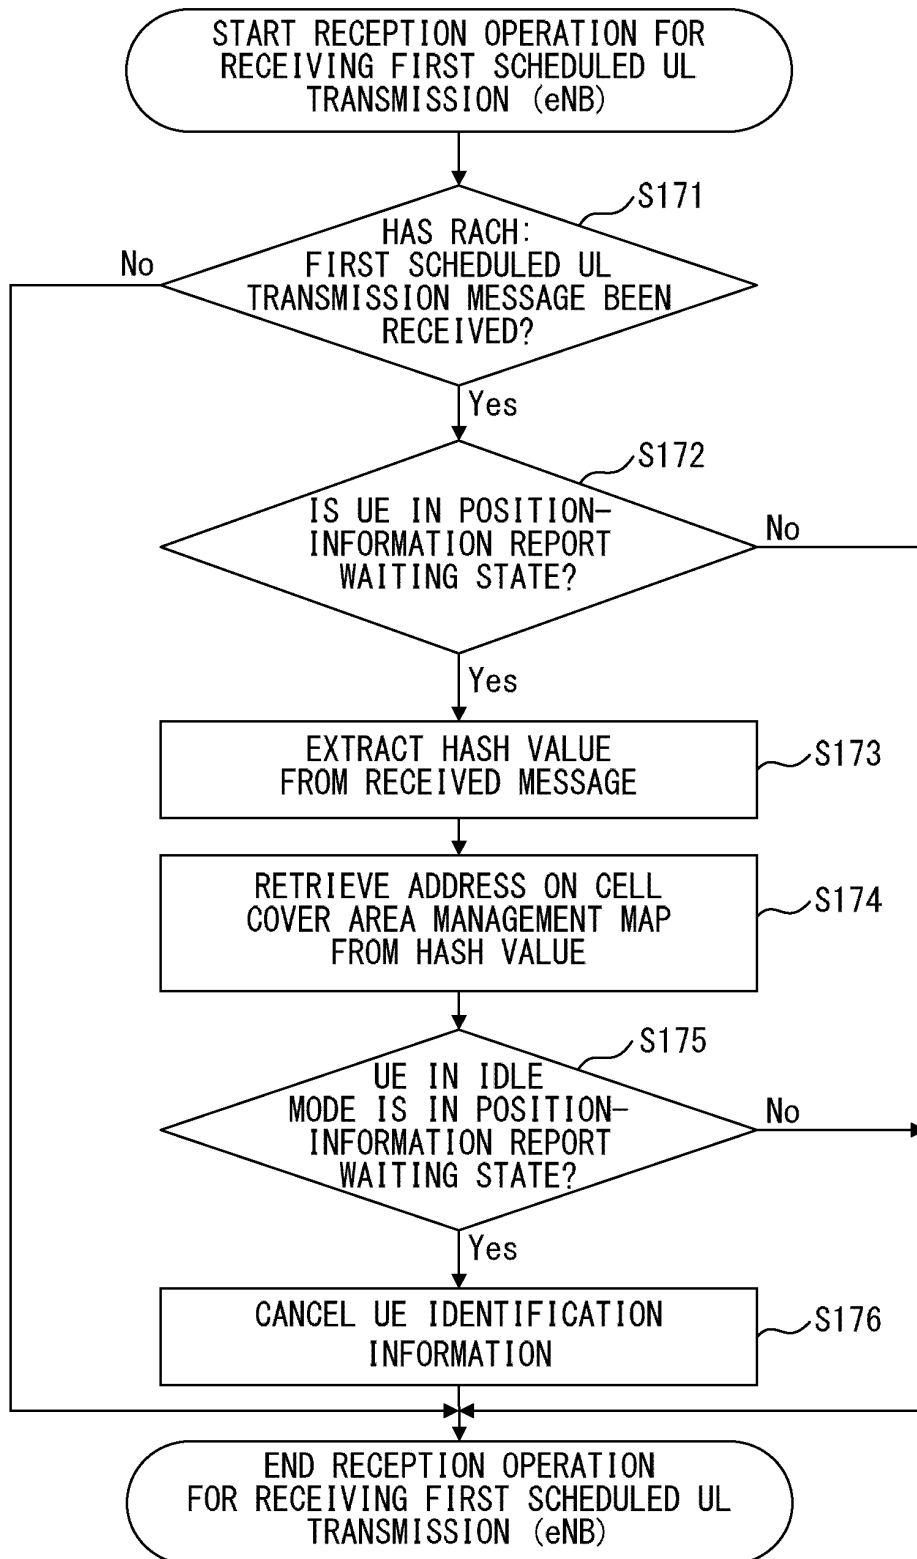 START RECEPTION OPERATION FOR
RECEIVING FIRST SCHEDULED UL
TRANSMISSION (eNB)
S171
HAS RACH:
FIRST SCHEDULED UL
TRANSMISSION MESSAGE BEEN
RECEIVED?
No
Yes
S172
IS UE IN POSITION-
INFORMATION REPORT
WAITING STATE?
No
Yes
EXTRACT HASH VALUE
FROM RECEIVED MESSAGE
S173
RETRIEVE ADDRESS ON CELL
COVER AREA MANAGEMENT MAP
FROM HASH VALUE
S174
S175
UE IN IDLE
MODE IS IN POSITION-
INFORMATION REPORT
WAITING STATE?
No
Yes
CANCEL UE IDENTIFICATION
INFORMATION
S176
END RECEPTION OPERATION
FOR RECEIVING FIRST SCHEDULED UL
TRANSMISSION (eNB)